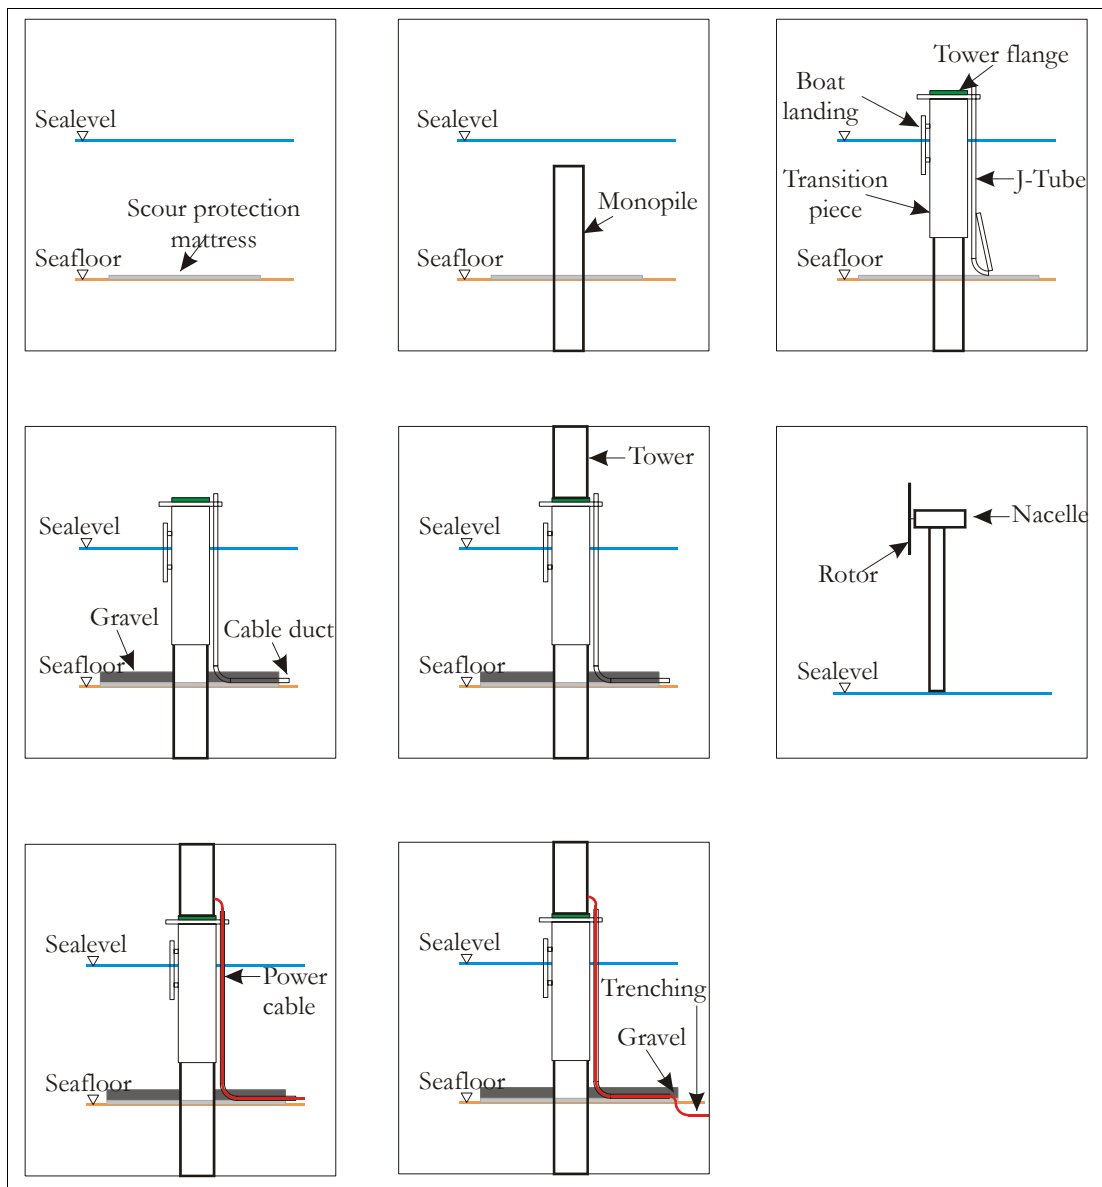 Sealevel
Scour protection
mattress
Seafloor
Sealevel
Monopile
Seafloor
Tower flange
Boat
landing
Transition
piece
J-Tube
Seafloor
Sealevel
Gravel
Cable duct
Seafloor
Tower
Sealevel
Seafloor
Nacelle
Rotor
Sealevel
Sealevel
Power
cable
Seafloor
Sealevel
Trenching
Gravel
Seafloor